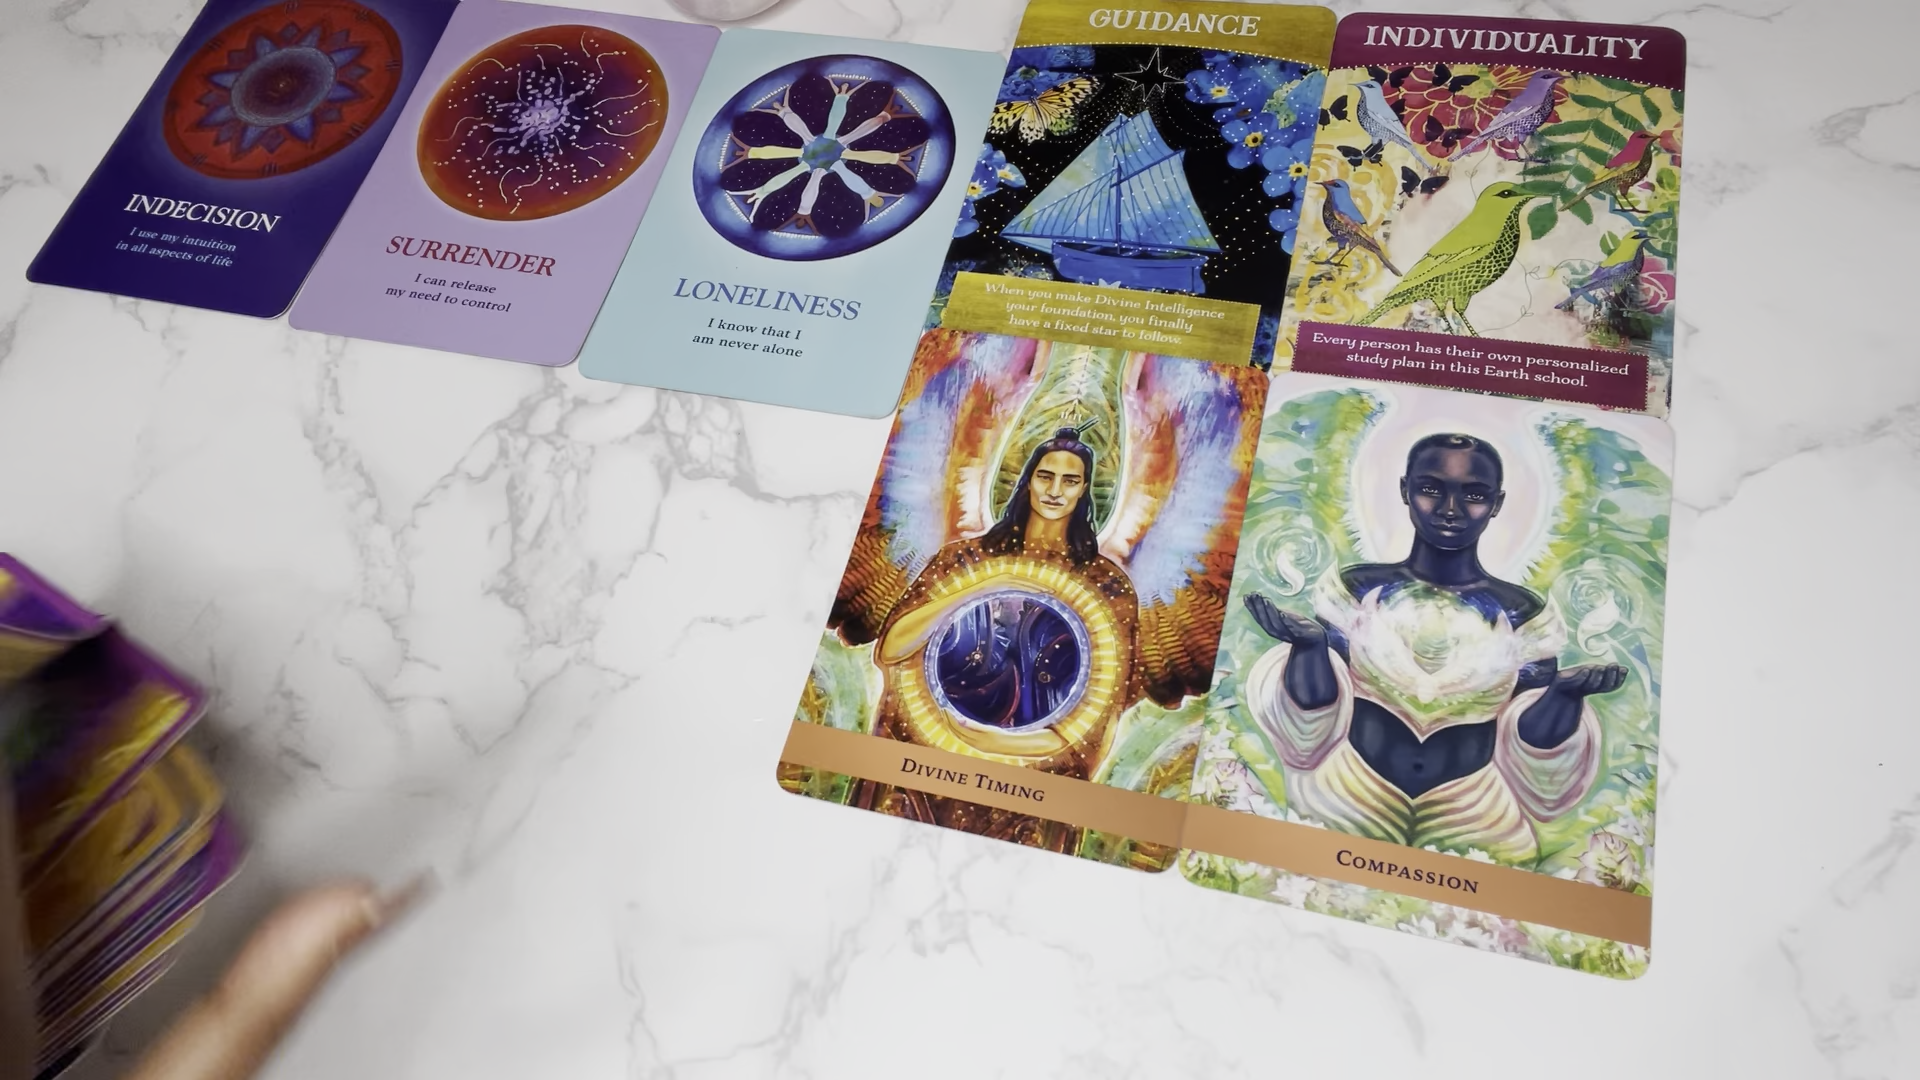 INDECISION
I use my intuition
in all aspects of life
SURRENDER
I can release
my need to control
LONELINESS
I know that I
am never alone
GUIDANCE
When you make Divine Intelligence
your foundation, you finally
have a fixed star to follow.
INDIVIDUALITY
Every person has their own personalized
study plan in this Earth school.
DIVINE TIMING
COMPASSION